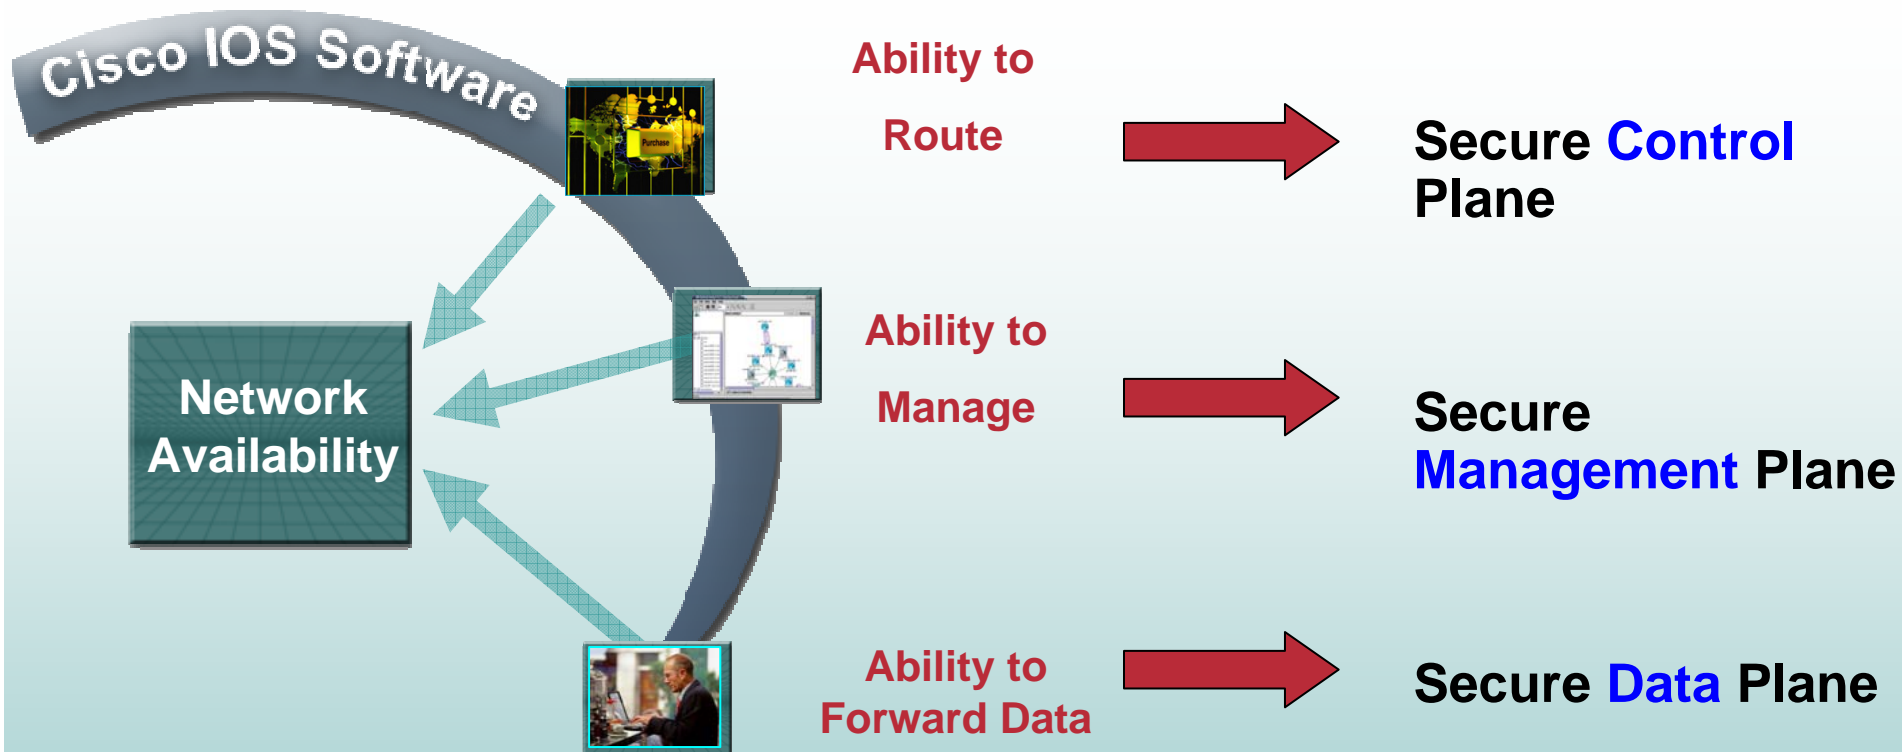 Cisco IOS Software
Purchase
Ability to
Route
Secure Control
Plane
Network
Availability
Ability to
Manage
Secure
Management Plane
Ability to
Forward Data
Secure Data Plane